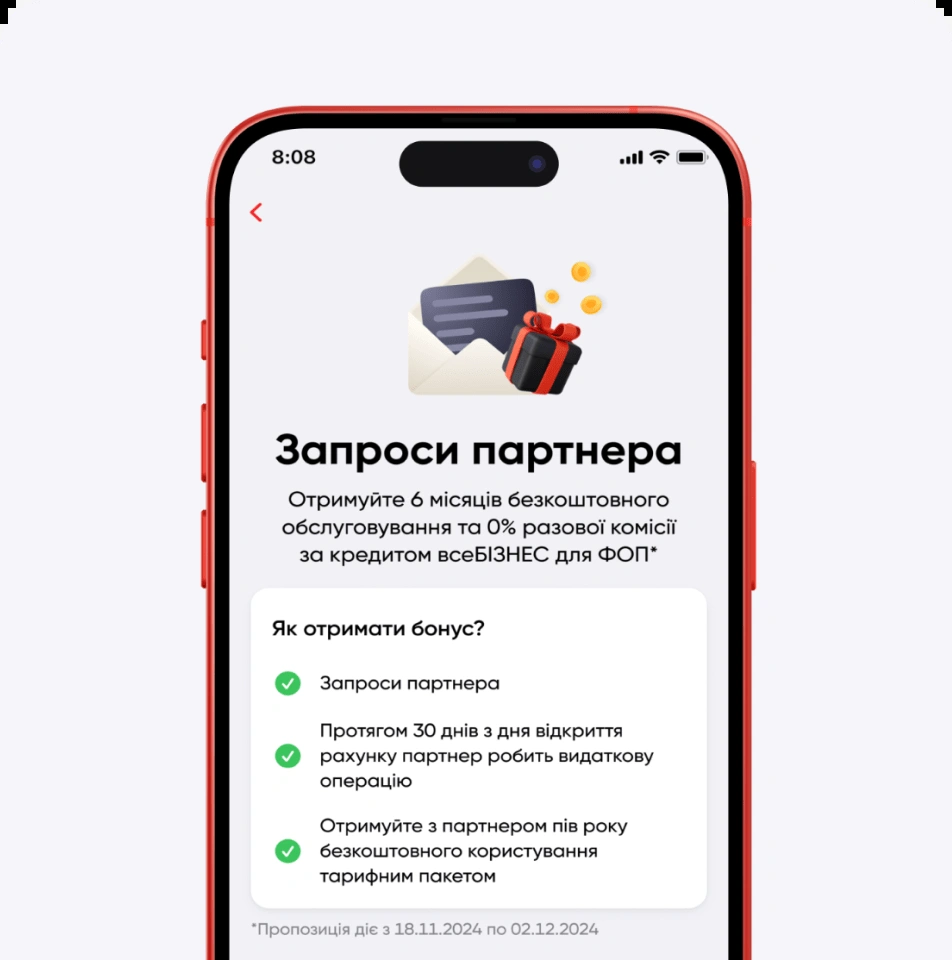 8:08
Запроси партнера
Отримуйте 6 місяців безкоштовного
обслуговування та 0% разової комісії
за кредитом всеБІЗНЕС для ФОП*
Як отримати бонус?
Запроси партнера
Протягом 30 днів з дня відкриття
рахунку партнер робить видаткову
операцію
Отримуйте з партнером пів року
безкоштовного користування
тарифним пакетом
*Пропозиція діє з 18.11.2024 по 02.12.2024